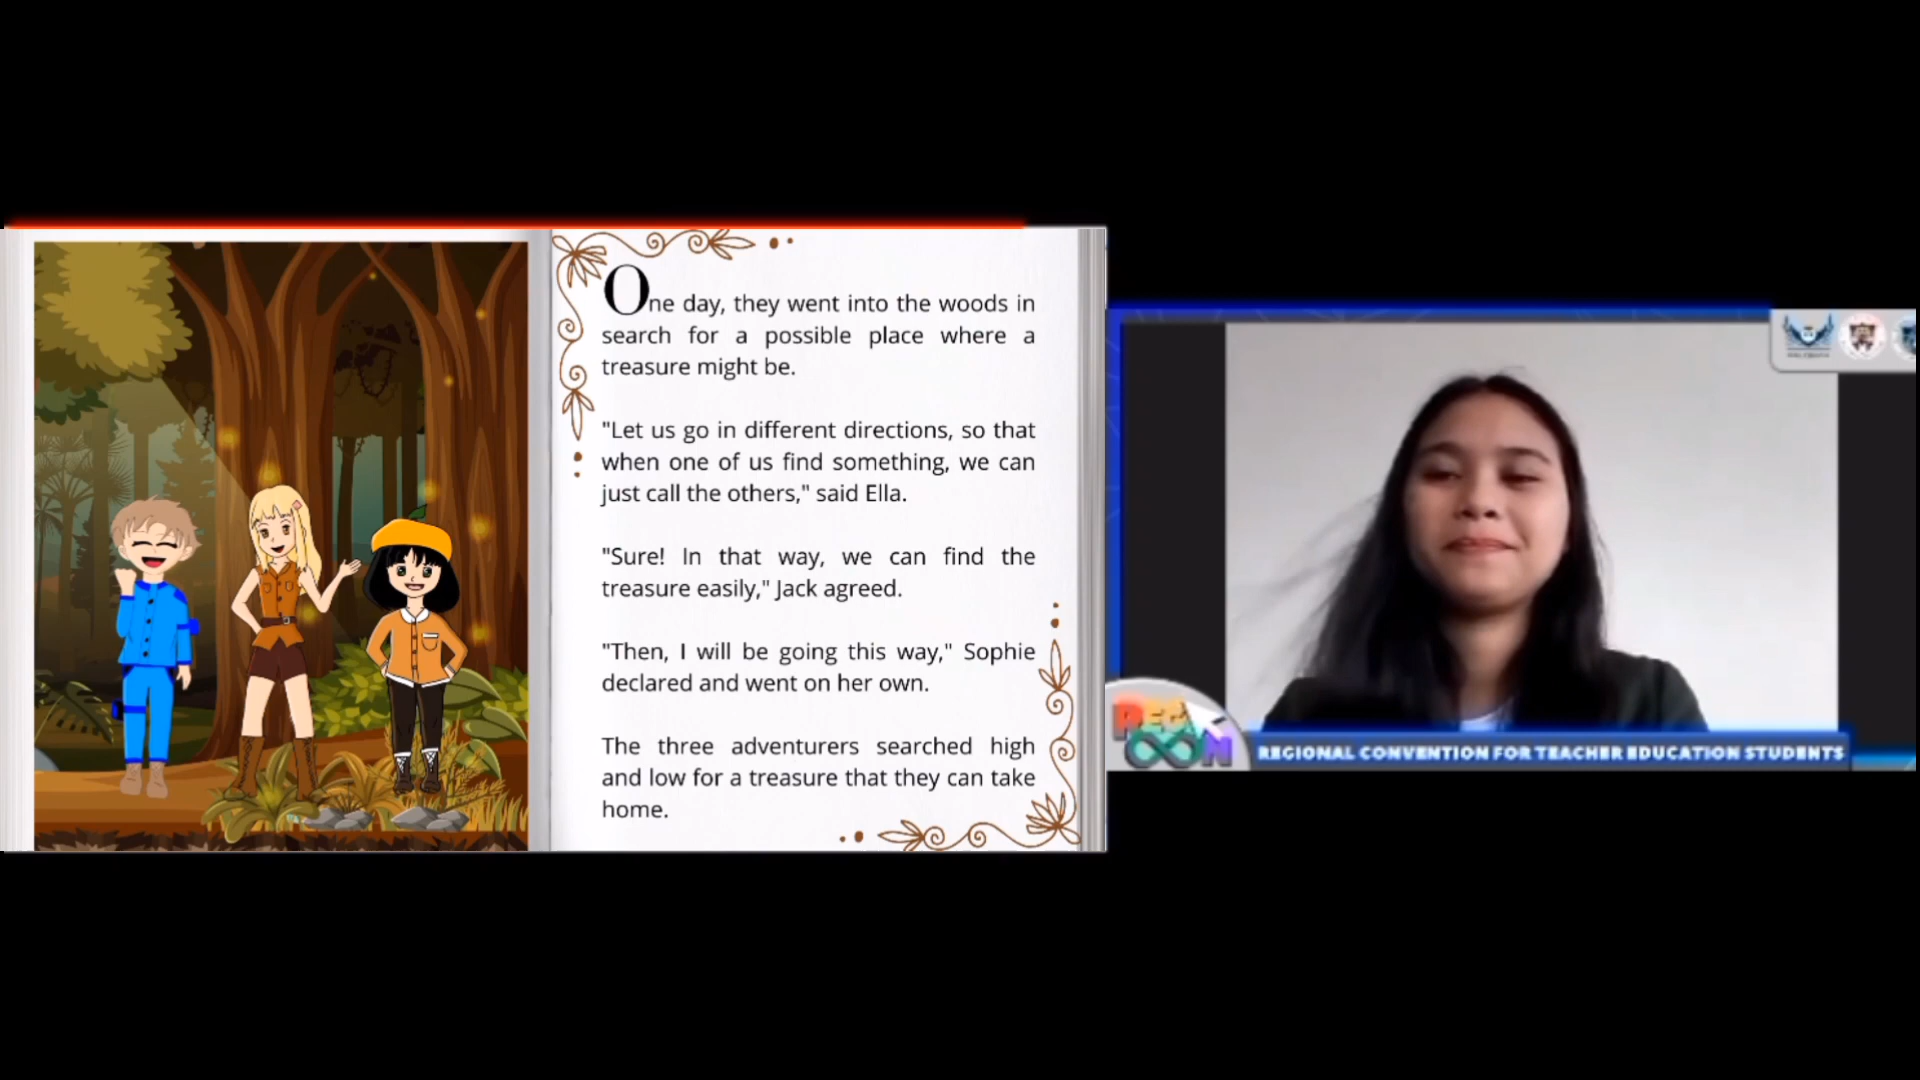 One day, they went into the woods in
search for a possible place where a
treasure might be.
"Let us go in different directions, so that
when one of us find something, we can
just call the others," said Ella.
"Sure! In that way, we can find the
treasure easily," Jack agreed.
"Then, I will be going this way," Sophie
declared and went on her own.
The three adventurers searched high
and low for a treasure that they can take
home.
REGIONAL CONVENTION FOR TEACHER EDUCATION STUDENTS